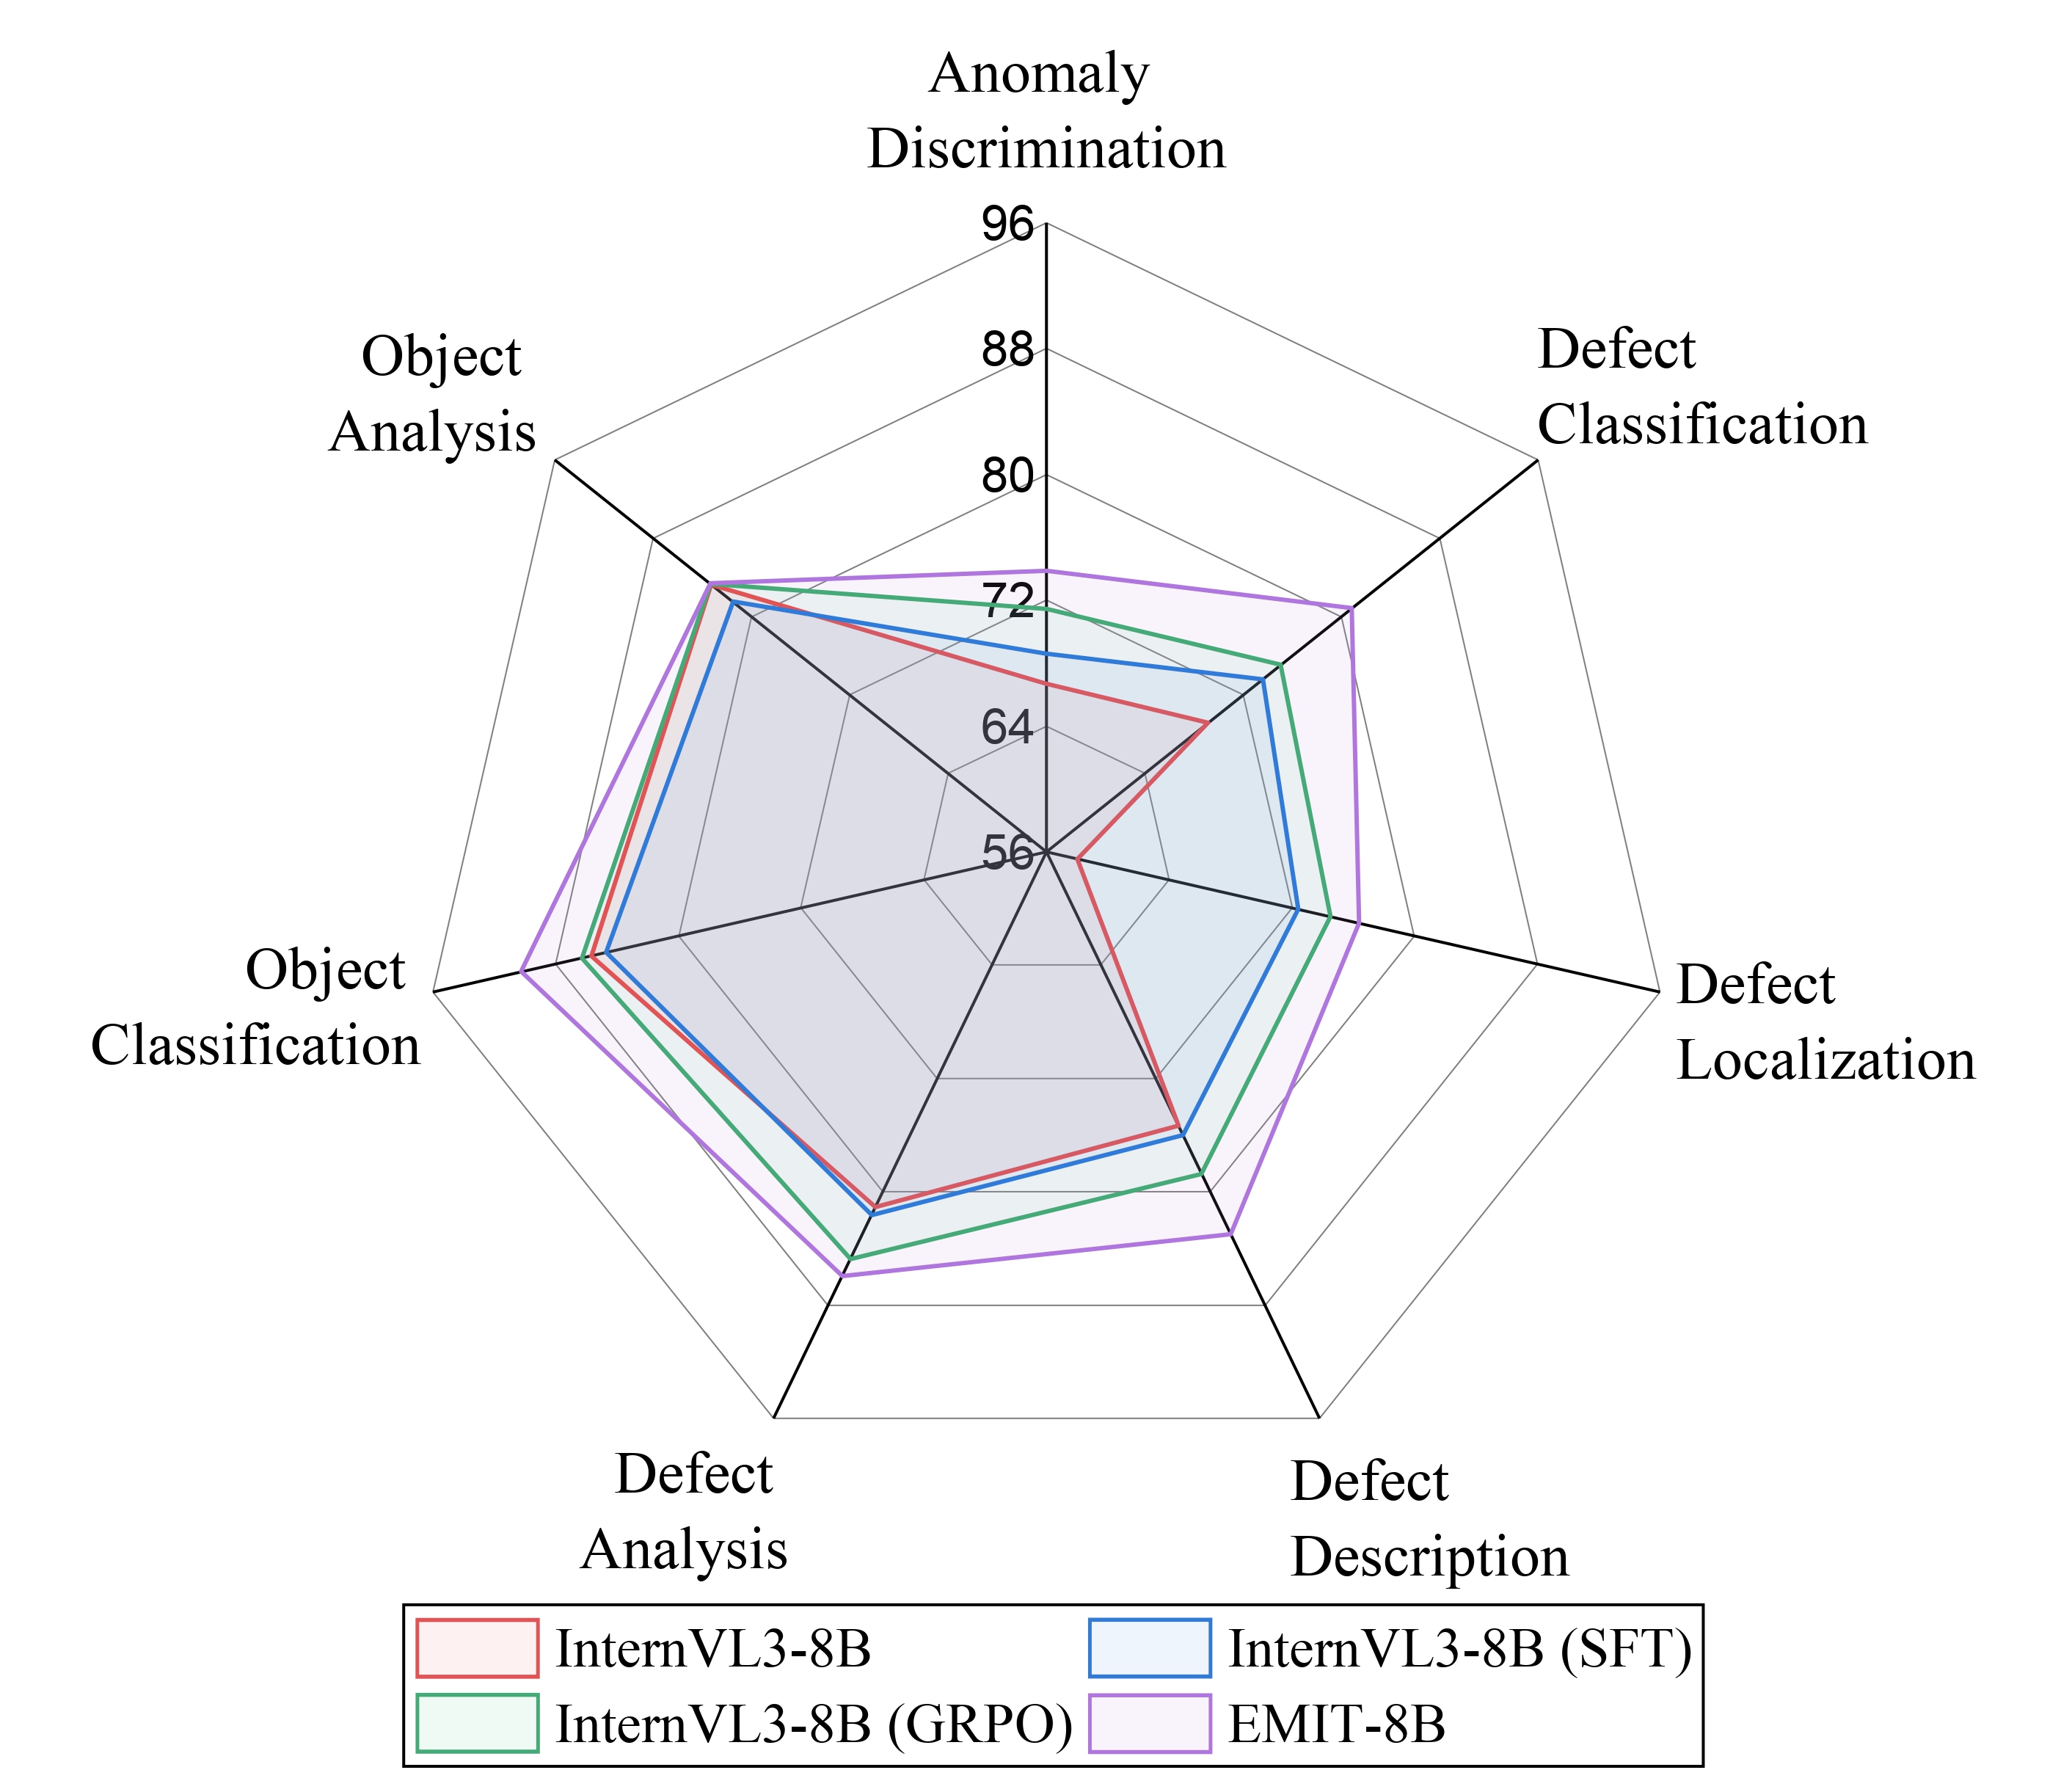 Anomaly
Discrimination
96
88
80
72
64
56
Defect
Classification
Defect
Localization
Defect
Description
Defect
Analysis
Object
Classification
Object
Analysis
InternVL3-8B
InternVL3-8B (SFT)
InternVL3-8B (GRPO)
EMIT-8B